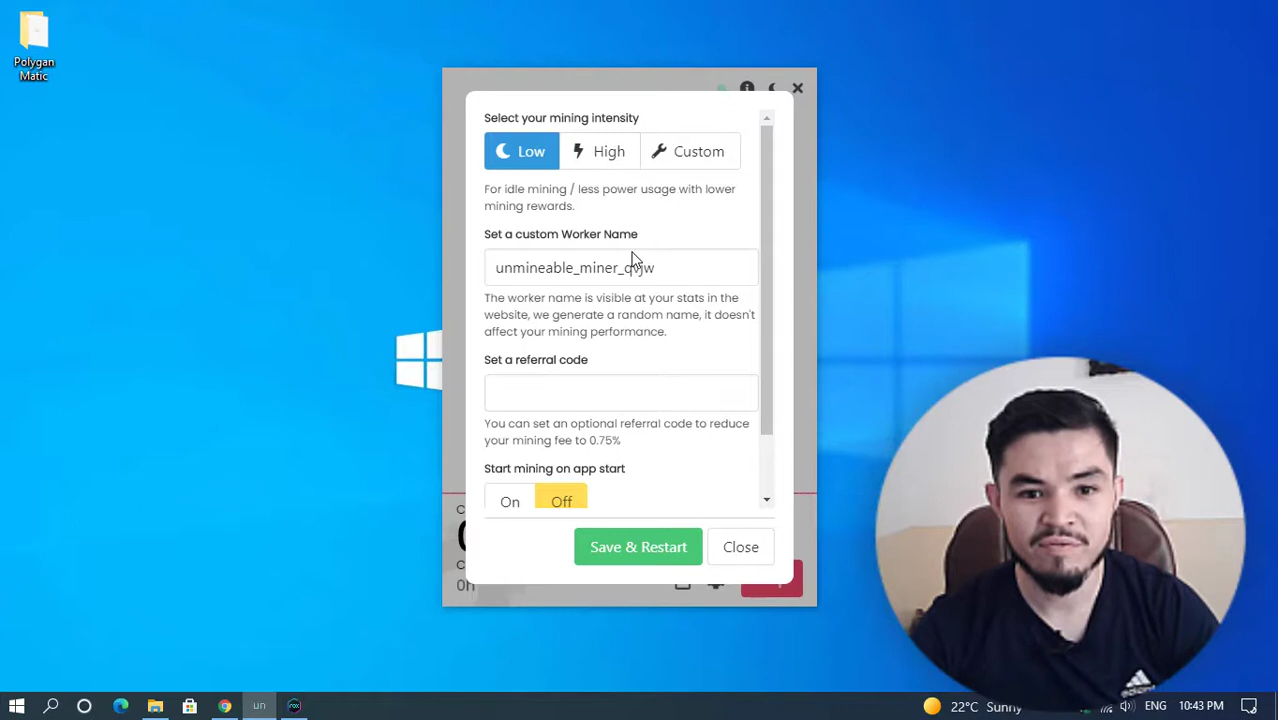 Polygan
Matic
Select your mining intensity
Low
High
Custom
For idle mining / less power usage with lower
mining rewards.
Set a custom Worker Name
The worker name is visible at your stats in the
website, we generate a random name, it doesn't
affect your mining performance.
Set a referral code
You can set an optional referral code to reduce
your mining fee to 0.75%
Start mining on app start
On
Off
Save & Restart
Close
un
rox
adidas
22°C Sunny
ENG
10:43 PM